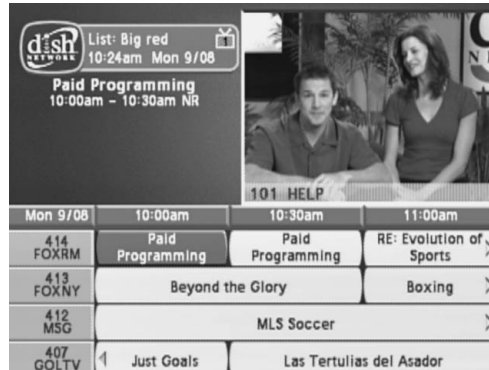 dish
NETWORK
List: Big red
1
10:24am Mon 9/08
Paid Programming
10:00am - 10:30am NR
101 HELP
Mon 9/08 10:00am 10:30am 11:00am
414 FOXRM
Paid Programming
Paid Programming
RE: Evolution of Sports
413 FOXNY
Beyond the Glory
Boxing
412 MSG
MLS Soccer
407 GOLTV
Just Goals
Las Tertulias del Asador